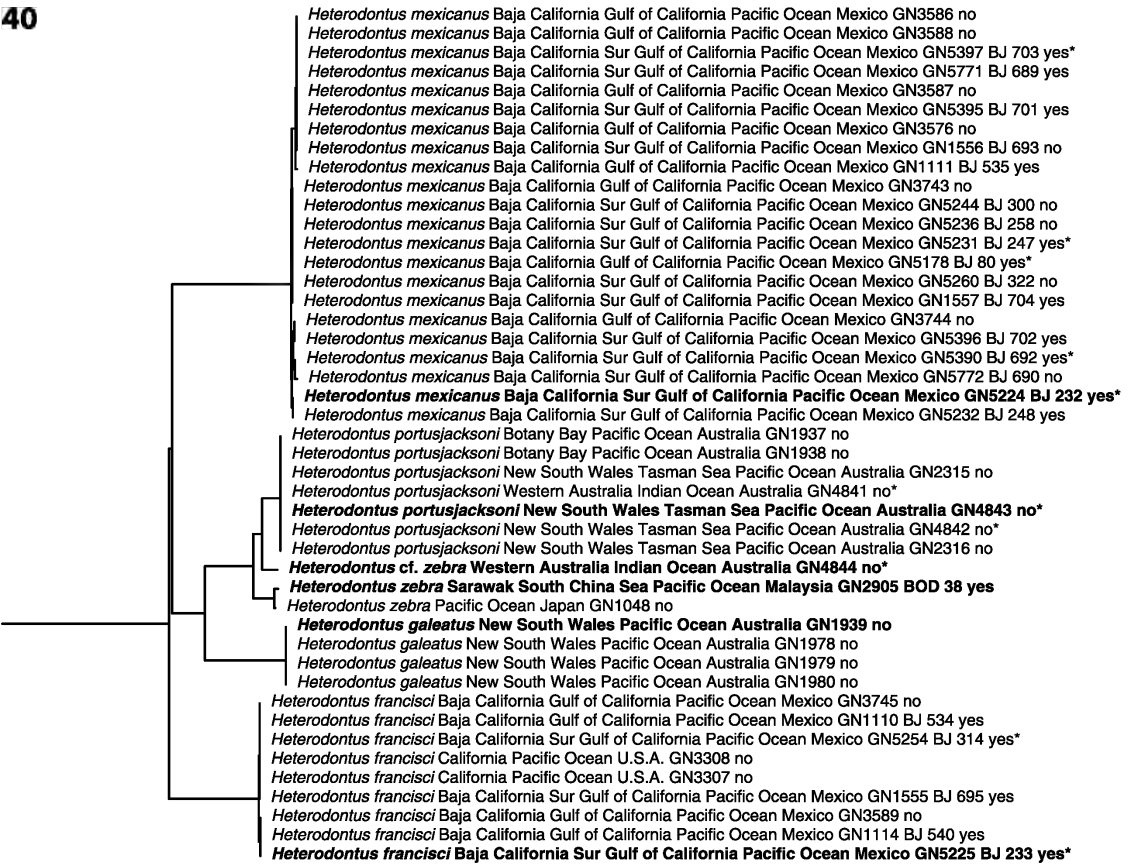 40
Heterodontus mexicanus Baja California Gulf of California Pacific Ocean Mexico GN3586 no
Heterodontus mexicanus Baja California Gulf of California Pacific Ocean Mexico GN3588 no
Heterodontus mexicanus Baja California Sur Gulf of California Pacific Ocean Mexico GN5397 BJ 703 yes*
Heterodontus mexicanus Baja California Sur Gulf of California Pacific Ocean Mexico GN5771 BJ 689 yes
Heterodontus mexicanus Baja California Gulf of California Pacific Ocean Mexico GN3587 no
Heterodontus mexicanus Baja California Sur Gulf of California Pacific Ocean Mexico GN5395 BJ 701 yes
Heterodontus mexicanus Baja California Gulf of California Pacific Ocean Mexico GN3576 no
Heterodontus mexicanus Baja California Sur Gulf of California Pacific Ocean Mexico GN1556 BJ 693 no
Heterodontus mexicanus Baja California Gulf of California Pacific Ocean Mexico GN1111 BJ 535 yes
Heterodontus mexicanus Baja California Gulf of California Pacific Ocean Mexico GN3743 no
Heterodontus mexicanus Baja California Sur Gulf of California Pacific Ocean Mexico GN5244 BJ 300 no
Heterodontus mexicanus Baja California Sur Gulf of California Pacific Ocean Mexico GN5236 BJ 258 no
Heterodontus mexicanus Baja California Sur Gulf of California Pacific Ocean Mexico GN5231 BJ 247 yes*
Heterodontus mexicanus Baja California Gulf of California Pacific Ocean Mexico GN5178 BJ 80 yes*
Heterodontus mexicanus Baja California Sur Gulf of California Pacific Ocean Mexico GN5260 BJ 322 no
Heterodontus mexicanus Baja California Sur Gulf of California Pacific Ocean Mexico GN1557 BJ 704 yes
Heterodontus mexicanus Baja California Gulf of California Pacific Ocean Mexico GN3744 no
Heterodontus mexicanus Baja California Sur Gulf of California Pacific Ocean Mexico GN5396 BJ 702 yes
Heterodontus mexicanus Baja California Sur Gulf of California Pacific Ocean Mexico GN5390 BJ 692 yes*
Heterodontus mexicanus Baja California Sur Gulf of California Pacific Ocean Mexico GN5772 BJ 690 no
Heterodontus mexicanus Baja California Sur Gulf of California Pacific Ocean Mexico GN5224 BJ 232 yes*
Heterodontus mexicanus Baja California Sur Gulf of California Pacific Ocean Mexico GN5232 BJ 248 yes
Heterodontus portusjacksoni Botany Bay Pacific Ocean Australia GN1937 no
Heterodontus portusjacksoni Botany Bay Pacific Ocean Australia GN1938 no
Heterodontus portusjacksoni New South Wales Tasman Sea Pacific Ocean Australia GN2315 no
Heterodontus portusjacksoni Western Australia Indian Ocean Australia GN4841 no*
Heterodontus portusjacksoni New South Wales Tasman Sea Pacific Ocean Australia GN4843 no*
Heterodontus portusjacksoni New South Wales Tasman Sea Pacific Ocean Australia GN4842 no*
Heterodontus portusjacksoni New South Wales Tasman Sea Pacific Ocean Australia GN2316 no
Heterodontus cf. zebra Western Australia Indian Ocean Australia GN4844 no*
Heterodontus zebra Sarawak South China Sea Pacific Ocean Malaysia GN2905 BOD 38 yes
Heterodontus zebra Pacific Ocean Japan GN1048 no
Heterodontus galeatus New South Wales Pacific Ocean Australia GN1939 no
Heterodontus galeatus New South Wales Pacific Ocean Australia GN1978 no
Heterodontus galeatus New South Wales Pacific Ocean Australia GN1979 no
Heterodontus galeatus New South Wales Pacific Ocean Australia GN1980 no
Heterodontus francisci Baja California Gulf of California Pacific Ocean Mexico GN3745 no
Heterodontus francisci Baja California Gulf of California Pacific Ocean Mexico GN1110 BJ 534 yes
Heterodontus francisci Baja California Sur Gulf of California Pacific Ocean Mexico GN5254 BJ 314 yes*
Heterodontus francisci California Pacific Ocean U.S.A. GN3308 no
Heterodontus francisci California Pacific Ocean U.S.A. GN3307 no
Heterodontus francisci Baja California Sur Gulf of California Pacific Ocean Mexico GN1555 BJ 695 yes
Heterodontus francisci Baja California Gulf of California Pacific Ocean Mexico GN3589 no
Heterodontus francisci Baja California Gulf of California Pacific Ocean Mexico GN1114 BJ 540 yes
Heterodontus francisci Baja California Sur Gulf of California Pacific Ocean Mexico GN5225 BJ 233 yes*